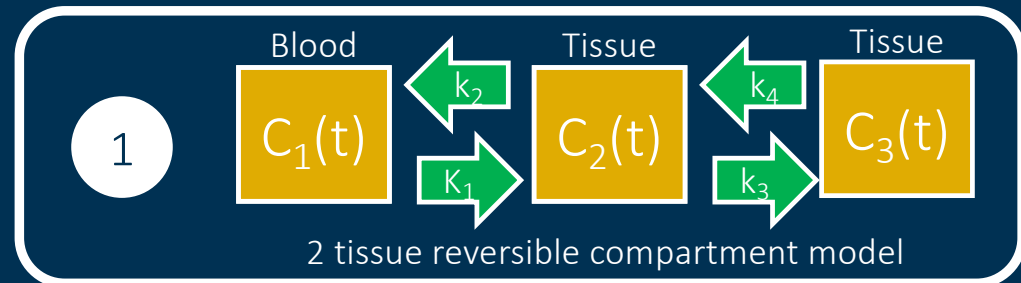 Blood Tissue Tissue
k₂ k₄
1 C₁(t) C₂(t) C₃(t)
K₁ k₃
2 tissue reversible compartment model